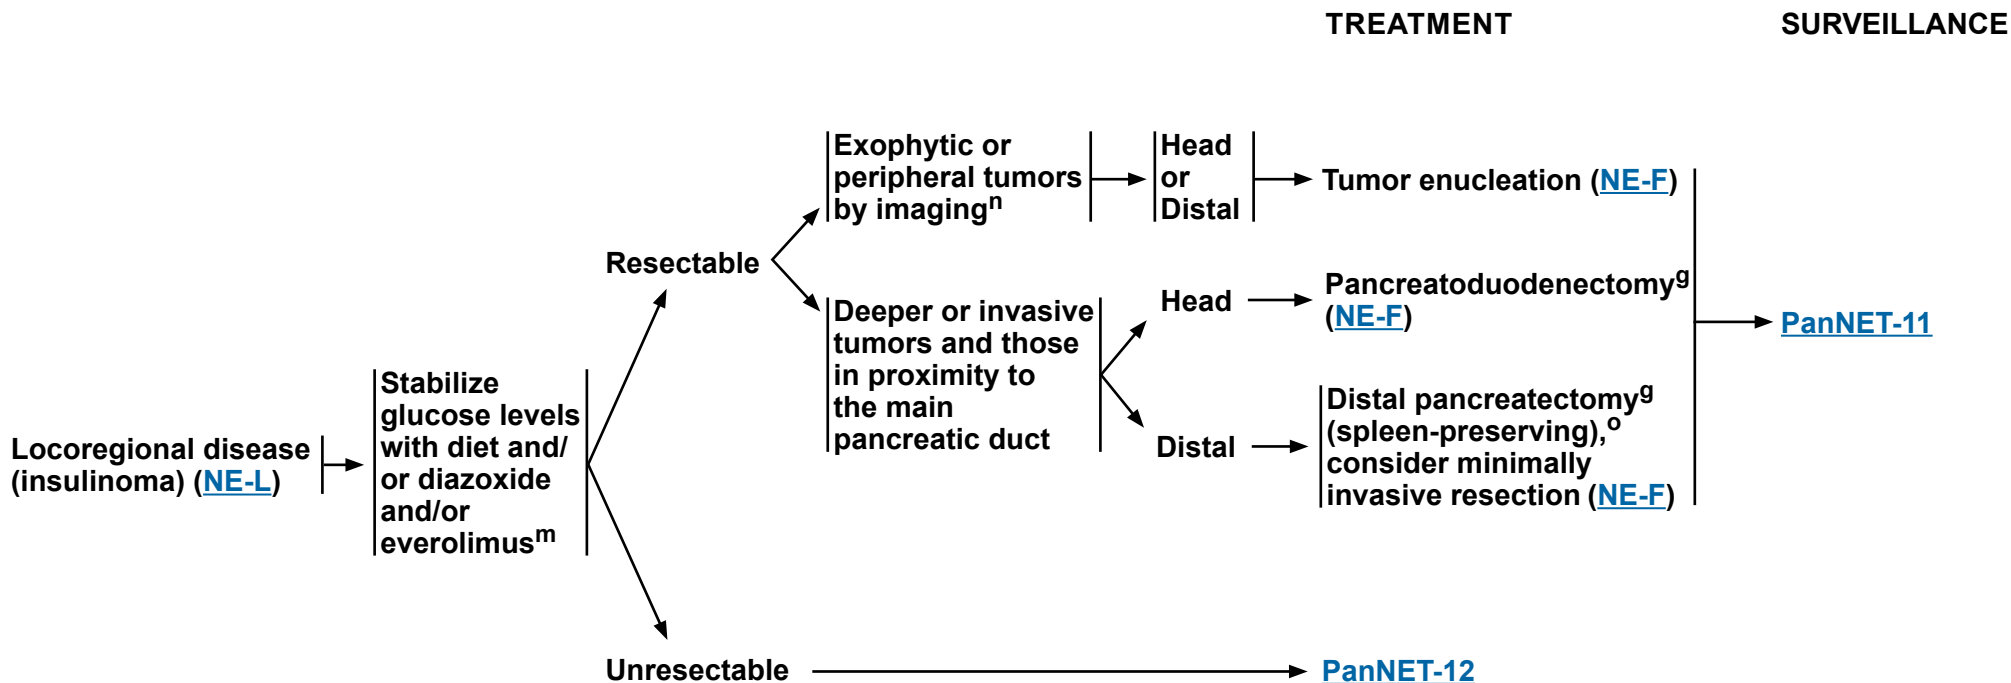 TREATMENT
SURVEILLANCE
Locoregional disease
(insulinoma) (NE-L)
Stabilize
glucose levels
with diet and/
or diazoxide
and/or
everolimusm
Resectable
Exophytic or
peripheral tumors
by imagingn
Head
or
Distal
Tumor enucleation (NE-F)
Deeper or invasive
tumors and those
in proximity to
the main
pancreatic duct
Head
Pancreatoduodenectomyg
(NE-F)
Distal
Distal pancreatectomyg
(spleen-preserving),o
consider minimally
invasive resection (NE-F)
PanNET-11
Unresectable
PanNET-12